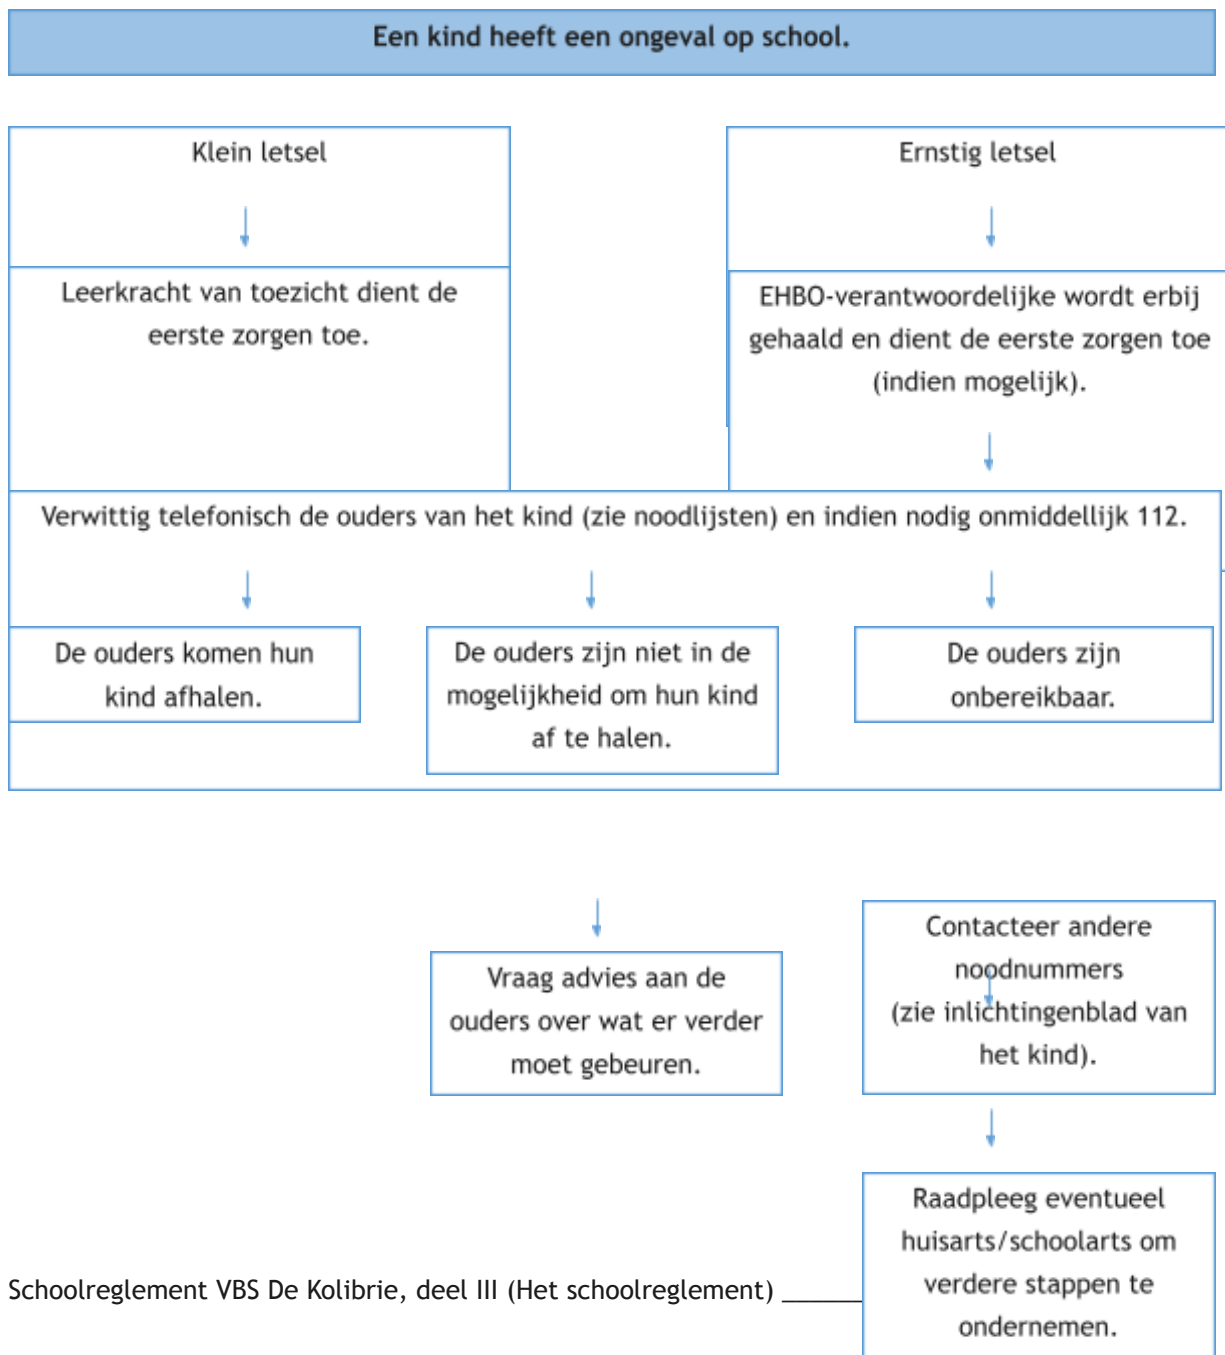 Een kind heeft een ongeval op school.
Klein letsel
Leerkracht van toezicht dient de
eerste zorgen toe.
Ernstig letsel
EHBO-verantwoordelijke wordt erbij
gehaald en dient de eerste zorgen toe
(indien mogelijk).
Verwittig telefonisch de ouders van het kind (zie noodlijsten) en indien nodig onmiddellijk 112.
De ouders komen hun
kind afhalen.
De ouders zijn niet in de
mogelijkheid om hun kind
af te halen.
De ouders zijn
onbereikbaar.
Vraag advies aan de
ouders over wat er verder
moet gebeuren.
Contacteer andere
noodnummers
(zie inlichtingenblad van
het kind).
Raadpleeg eventueel
huisarts/schoolarts om
verdere stappen te
ondernemen.
Schoolreglement VBS De Kolibrie, deel III (Het schoolreglement) ______